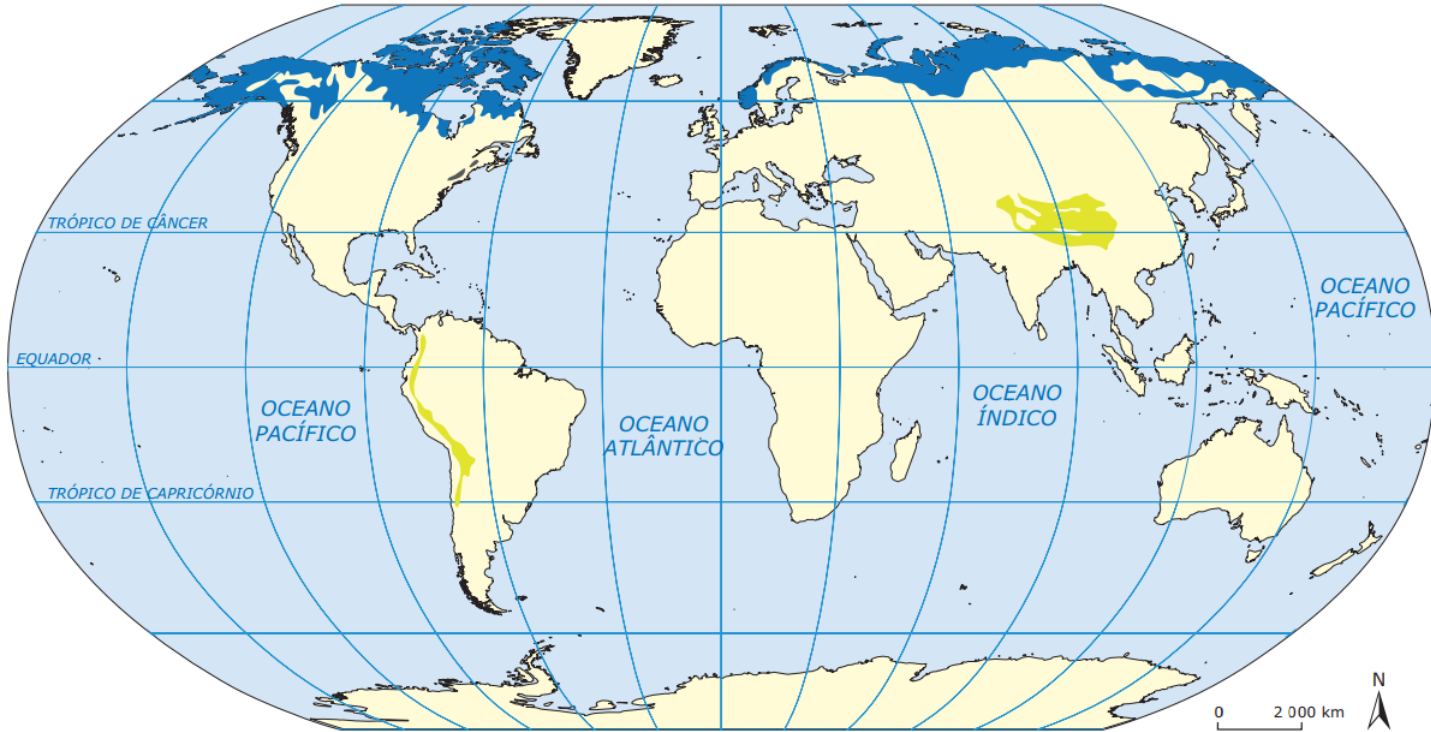 TRÓPICO DE CÂNCER
OCEANO
PACÍFICO
EQUADOR
OCEANO
PACÍFICO
OCEANO
ATLÂNTICO
OCEANO
ÍNDICO
TRÓPICO DE CAPRICÓRNIO
N
0 2 000 km